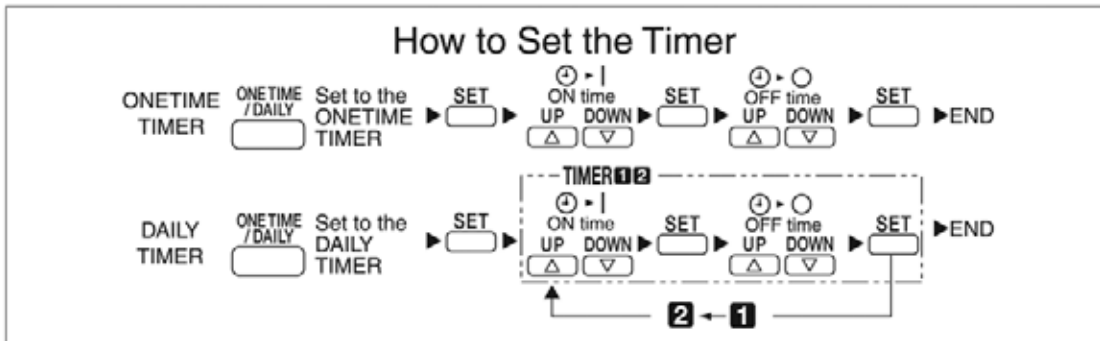 How to Set the Timer
ONETIME TIMER
ONETIME /DAILY
Set to the ONETIME TIMER
SET
ON time
UP DOWN
SET
OFF time
UP DOWN
SET
END
DAILY TIMER
ONETIME /DAILY
Set to the DAILY TIMER
SET
TIMER 1 2
ON time
UP DOWN
SET
OFF time
UP DOWN
SET
END
2 ← 1